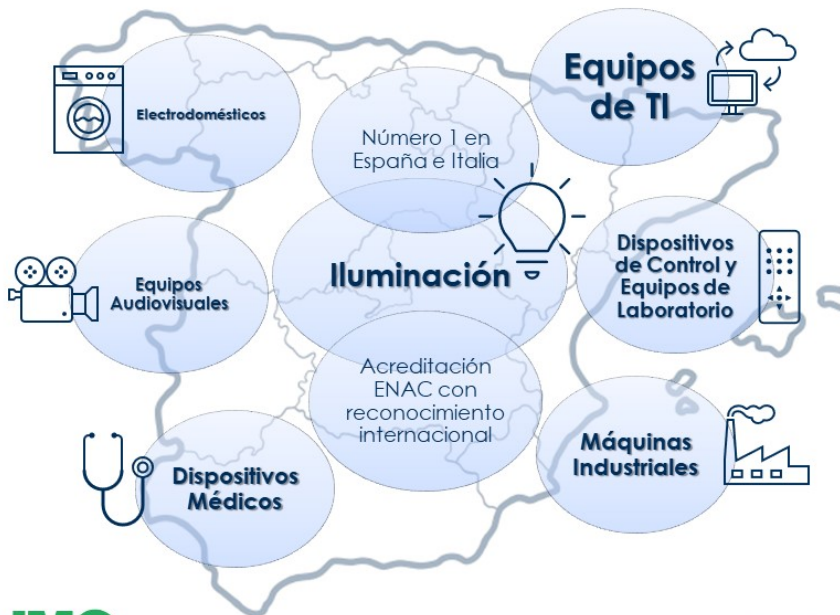 Equipos
de TI
Electrodomésticos
Número 1 en
España e Italia
Iluminación
Dispositivos
de Control y
Equipos de
Laboratorio
Equipos
Audiovisuales
Acreditación
ENAC con
reconocimiento
internacional
Máquinas
Industriales
Dispositivos
Médicos